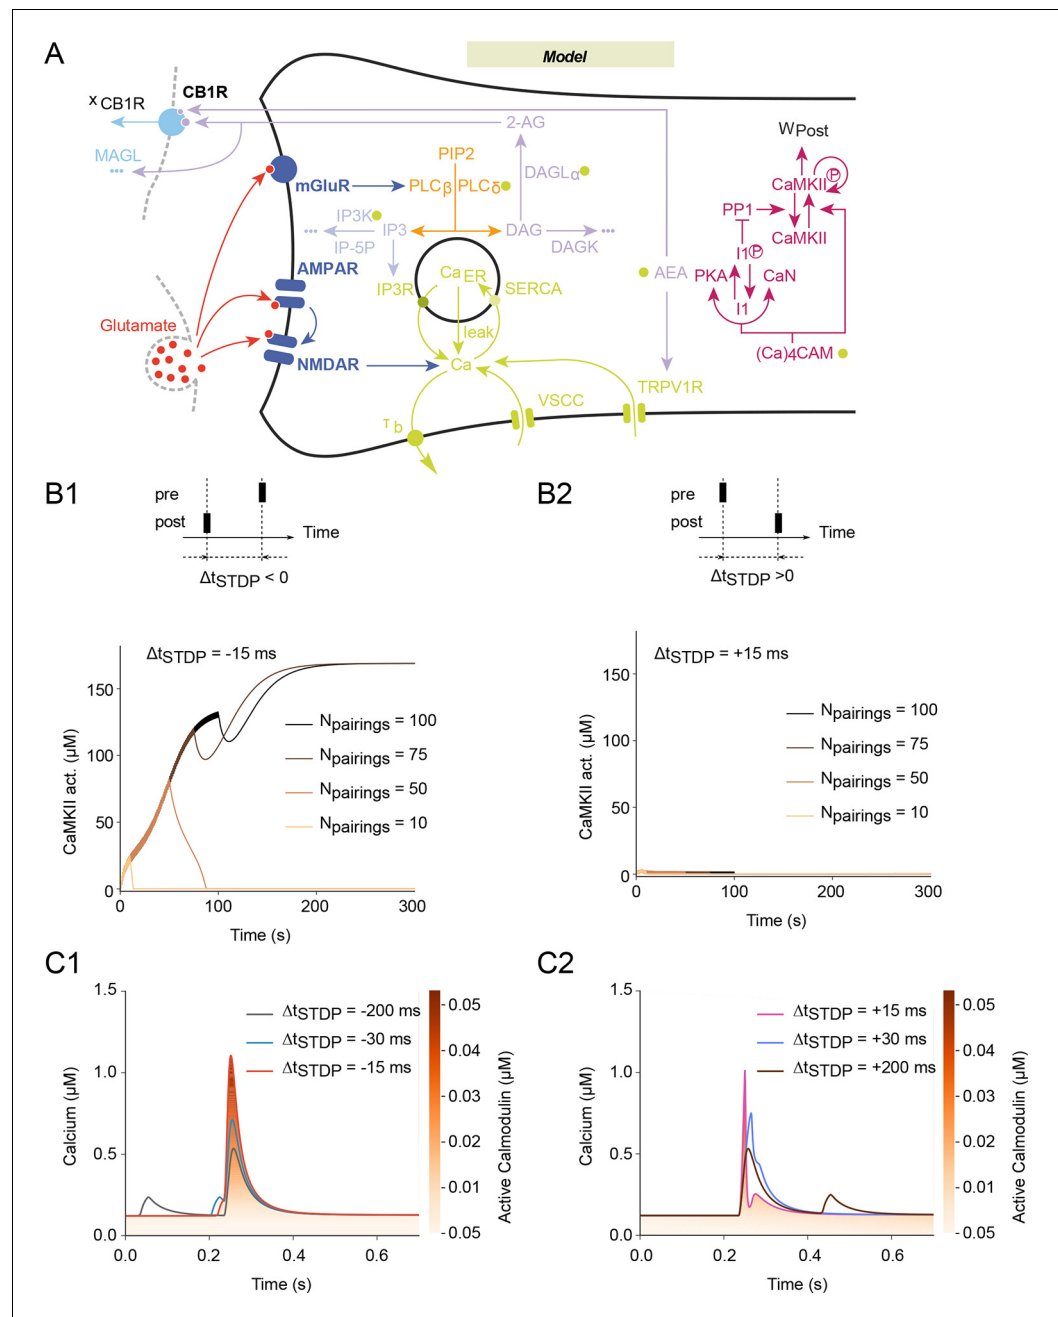 A
Model
CB1R
xCB1R
MAGL
...
2-AG
PIP2
PLCβ PLCδ
DAGLα
mGluR
IP3K
...
IP3
IP-5P
DAG
DAGK
...
AMPAR
IP3R
CaER
SERCA
leak
Glutamate
NMDAR
Ca
AEA
VSCC
TRPV1R
τb
WPost
CaMKII P
PP1
CaMKII
I1 P
PKA
CaN
I1
(Ca)4CAM
B1
pre
post
Time
ΔtSTDP < 0
B2
pre
post
Time
ΔtSTDP >0
ΔtSTDP = -15 ms
CaMKII act. (μM)
150
100
50
0
Npairings = 100
Npairings = 75
Npairings = 50
Npairings = 10
0 100 200 300
Time (s)
ΔtSTDP = +15 ms
CaMKII act. (μM)
150
100
50
0
Npairings = 100
Npairings = 75
Npairings = 50
Npairings = 10
0 100 200 300
Time (s)
C1
Calcium (μM)
1.5
1.0
0.5
0.0
ΔtSTDP = -200 ms
ΔtSTDP = -30 ms
ΔtSTDP = -15 ms
0.0 0.2 0.4 0.6
Time (s)
0.05
0.04
0.03
0.02
0.01
0.05
Active Calmodulin (μM)
C2
Calcium (μM)
1.5
1.0
0.5
0.0
ΔtSTDP = +15 ms
ΔtSTDP = +30 ms
ΔtSTDP = +200 ms
0.0 0.2 0.4 0.6
Time (s)
0.05
0.04
0.03
0.02
0.01
0.05
Active Calmodulin (μM)